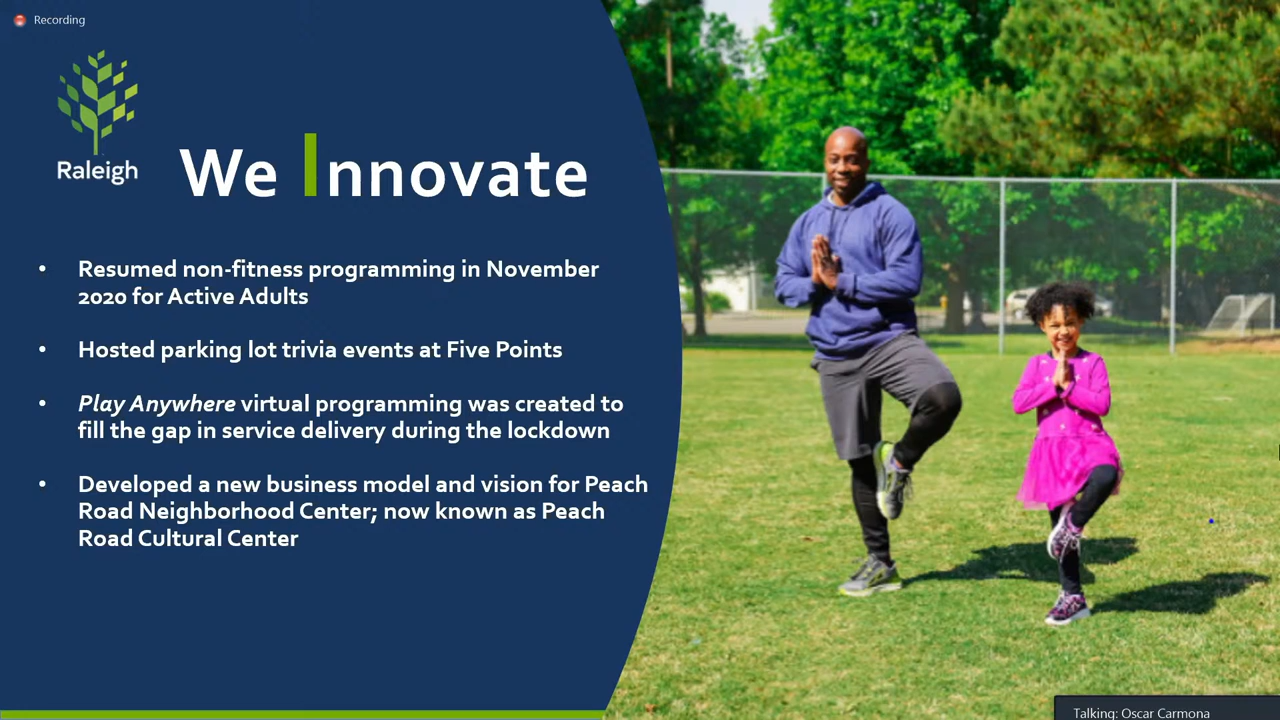 Recording
Raleigh
We Innovate
• Resumed non-fitness programming in November
2020 for Active Adults
• Hosted parking lot trivia events at Five Points
• Play Anywhere virtual programming was created to
fill the gap in service delivery during the lockdown
• Developed a new business model and vision for Peach
Road Neighborhood Center; now known as Peach
Road Cultural Center
Talking: Oscar Carmona